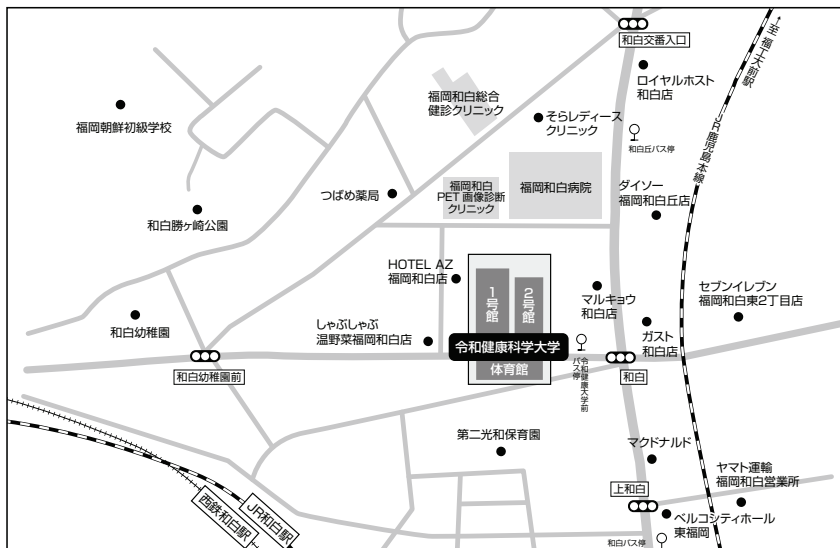 和白交番入口
至 福工大前駅
ロイヤルホスト
和白店
福岡和白総合
健診クリニック
そらレディース
クリニック
福岡朝鮮初級学校
和白丘バス停
JR鹿児島本線
つばめ薬局
福岡和白
PET 画像診断
クリニック
福岡和白病院
ダイソー
福岡和白丘店
和白勝ヶ崎公園
HOTEL AZ
福岡和白店
1号館
2号館
マルキョウ
和白店
セブンイレブン
福岡和白東2丁目店
和白幼稚園
しゃぶしゃぶ
温野菜福岡和白店
ガスト
和白店
令和健康科学大学
体育館
令和健康大学前
バス停
和白幼稚園前
和白
第二光和保育園
マクドナルド
ヤマト運輸
福岡和白営業所
上和白
ベルコシティホール
東福岡
JR和白駅
西鉄和白駅
和白バス停